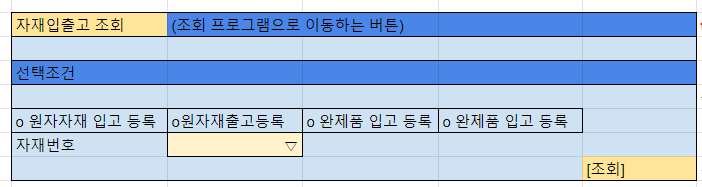 자재입출고 조회 (조회 프로그램으로 이동하는 버튼)
선택조건
o 원자자재 입고 등록 o원자재출고등록 o 완제품 입고 등록 o 완제품 입고 등록
자재번호 ▽
[조회]